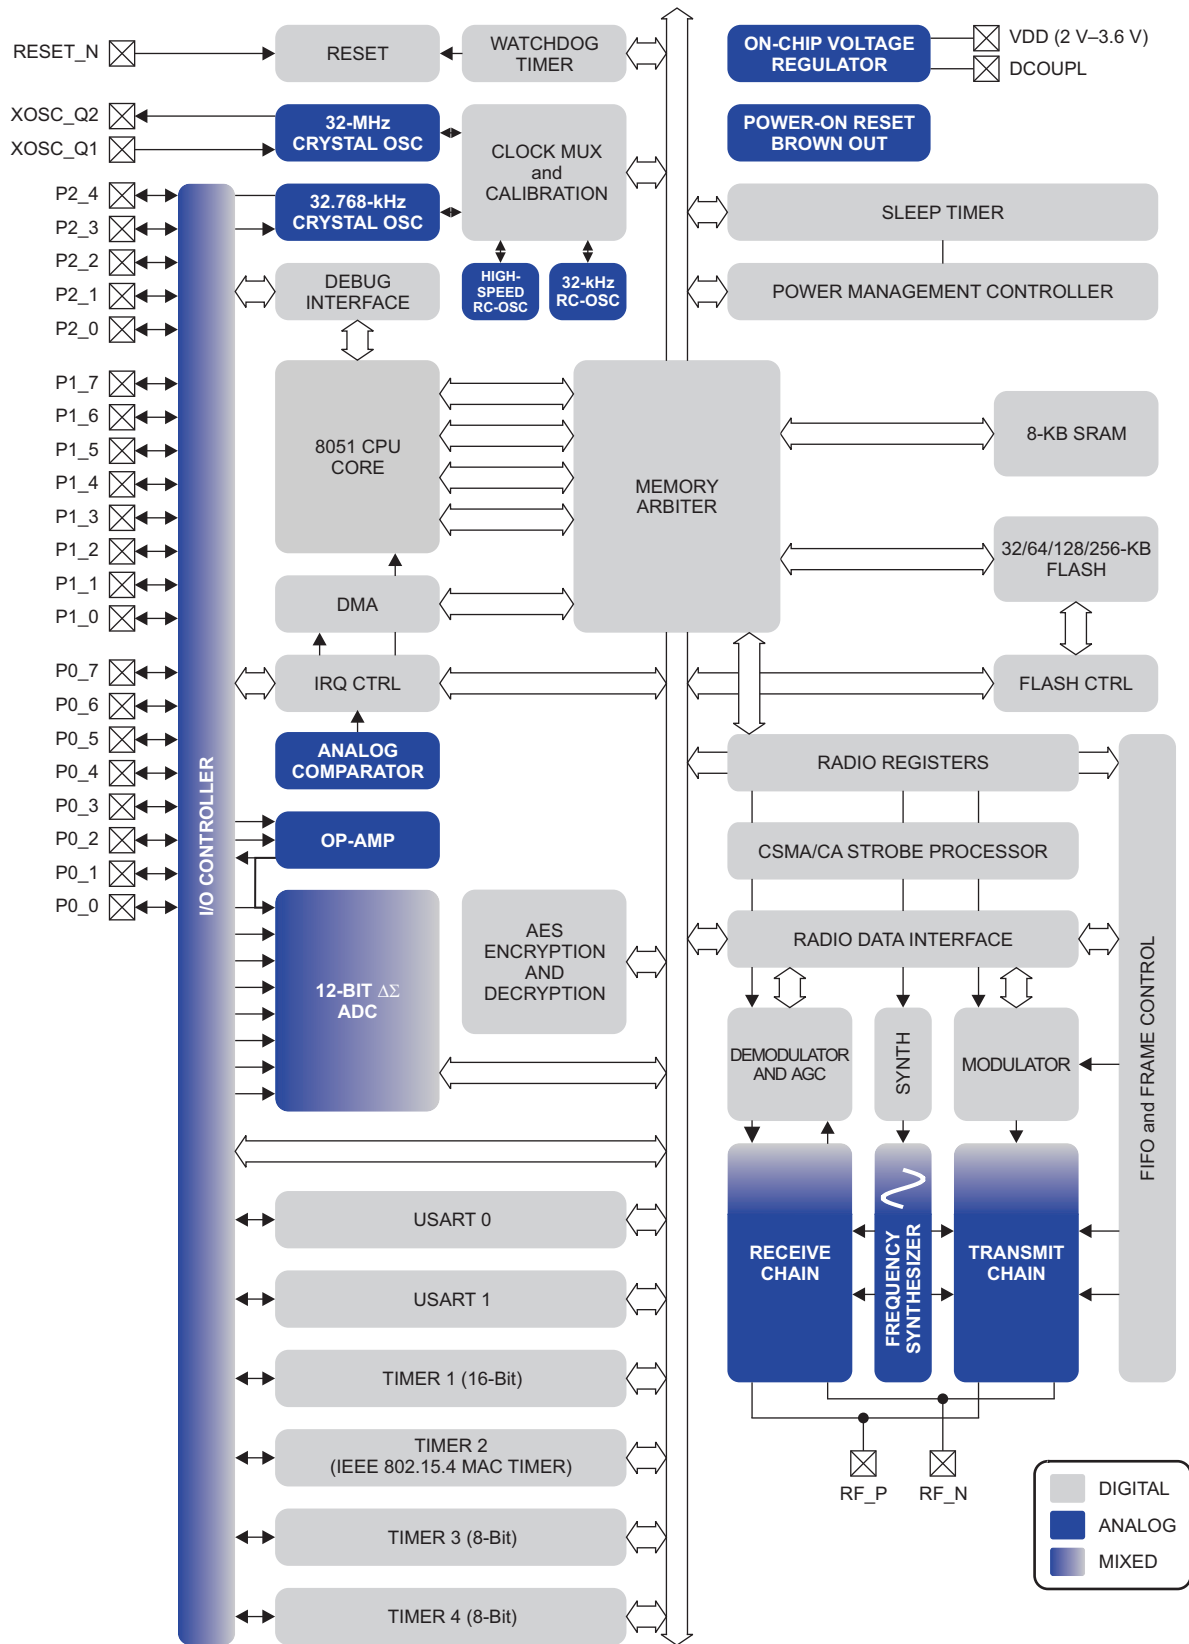 RESET_N
RESET
WATCHDOG
TIMER
ON-CHIP VOLTAGE
REGULATOR
VDD (2 V–3.6 V)
DCOUPL
XOSC_Q2
XOSC_Q1
32-MHz
CRYSTAL OSC
CLOCK MUX
and
CALIBRATION
POWER-ON RESET
BROWN OUT
P2_4
P2_3
P2_2
P2_1
P2_0
32.768-kHz
CRYSTAL OSC
SLEEP TIMER
HIGH-
SPEED
RC-OSC
32-kHz
RC-OSC
DEBUG
INTERFACE
POWER MANAGEMENT CONTROLLER
P1_7
P1_6
P1_5
P1_4
P1_3
P1_2
P1_1
P1_0
8051 CPU
CORE
MEMORY
ARBITER
8-KB SRAM
32/64/128/256-KB
FLASH
DMA
IRQ CTRL
FLASH CTRL
P0_7
P0_6
P0_5
P0_4
P0_3
P0_2
P0_1
P0_0
ANALOG
COMPARATOR
RADIO REGISTERS
I/O CONTROLLER
OP-AMP
CSMA/CA STROBE PROCESSOR
12-BIT ΔΣ
ADC
AES
ENCRYPTION
AND
DECRYPTION
RADIO DATA INTERFACE
FIFO and FRAME CONTROL
DEMODULATOR
AND AGC
SYNTH
MODULATOR
RECEIVE
CHAIN
FREQUENCY
SYNTHESIZER
TRANSMIT
CHAIN
USART 0
USART 1
TIMER 1 (16-Bit)
TIMER 2
(IEEE 802.15.4 MAC TIMER)
TIMER 3 (8-Bit)
TIMER 4 (8-Bit)
RF_P
RF_N
DIGITAL
ANALOG
MIXED